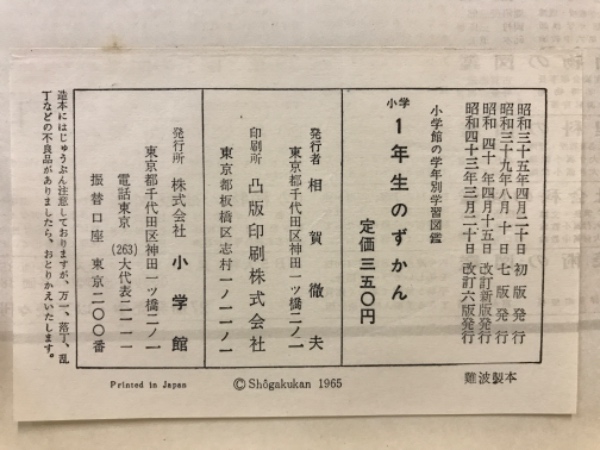 昭和三十五年四月二十日 初版発行
昭和三十九年八月十日 七版発行
昭和四十年四月十五日 改訂新版発行
昭和四十三年三月二十日 改訂六版発行
小学館の学年別学習図鑑
小学 1年生のずかん
定価三五〇円
発行者 相賀徹夫
東京都千代田区神田一ッ橋二ノ二
印刷所 凸版印刷株式会社
東京都板橋区志村一ノ一一ノ一
発行所 株式会社 小学館
東京都千代田区神田一ッ橋二ノ一
電話東京 (263) 大代表二一一一
振替口座 東京二〇〇番
造本にはじゅうぶん注意しておりますが、万一、落丁、乱
丁などの不良品がありましたら、おとりかえいたします。
難波製本
© Shōgakukan 1965
Printed in Japan